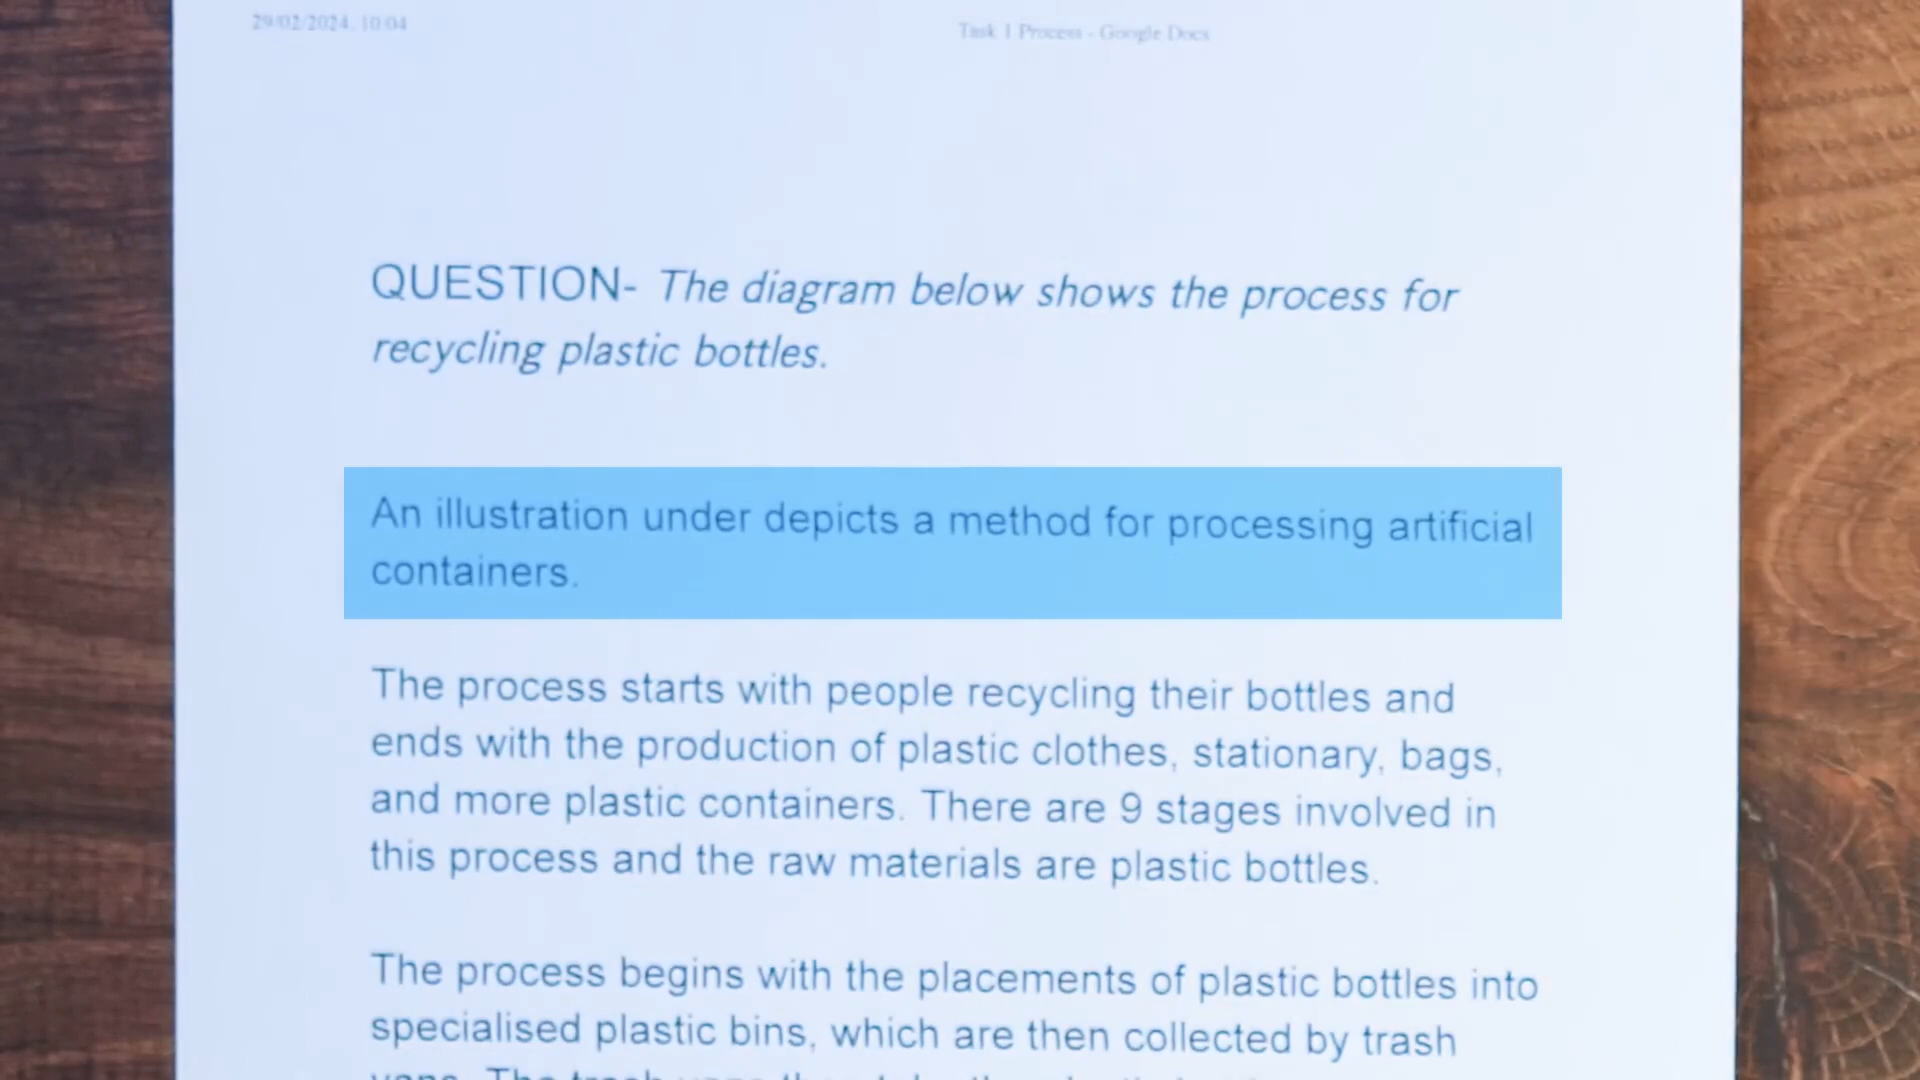 29/02/2024, 10:04
Task 1 Process - Google Docs
QUESTION- The diagram below shows the process for
recycling plastic bottles.
An illustration under depicts a method for processing artificial
containers.
The process starts with people recycling their bottles and
ends with the production of plastic clothes, stationary, bags,
and more plastic containers. There are 9 stages involved in
this process and the raw materials are plastic bottles.
The process begins with the placements of plastic bottles into
specialised plastic bins, which are then collected by trash